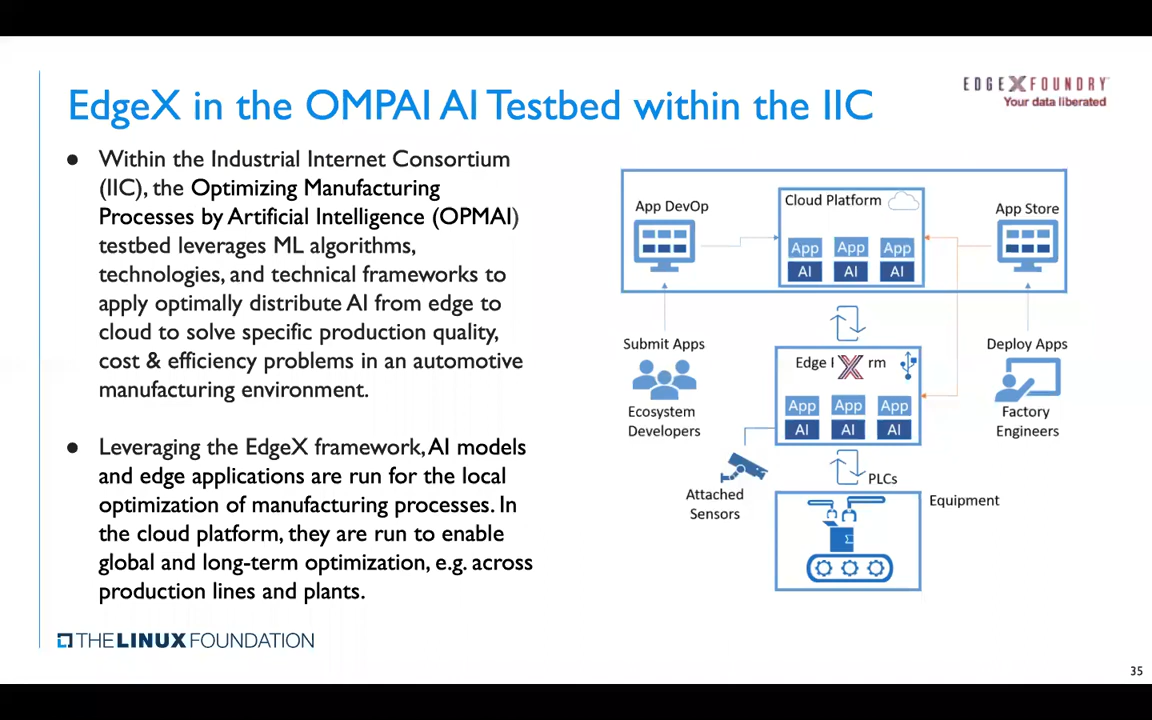 EDGE X FOUNDRY
Your data liberated
EdgeX in the OMPAI AI Testbed within the IIC
● Within the Industrial Internet Consortium
(IIC), the Optimizing Manufacturing
Processes by Artificial Intelligence (OPMAI)
testbed leverages ML algorithms,
technologies, and technical frameworks to
apply optimally distribute AI from edge to
cloud to solve specific production quality,
cost & efficiency problems in an automotive
manufacturing environment.
● Leveraging the EdgeX framework, AI models
and edge applications are run for the local
optimization of manufacturing processes. In
the cloud platform, they are run to enable
global and long-term optimization, e.g. across
production lines and plants.
App DevOp
Cloud Platform
App Store
App App App
AI AI AI
Submit Apps
Ecosystem
Developers
Edge I X rm
App App App
AI AI AI
Deploy Apps
Factory
Engineers
Attached
Sensors
PLCs
Equipment
THE LINUX FOUNDATION
35